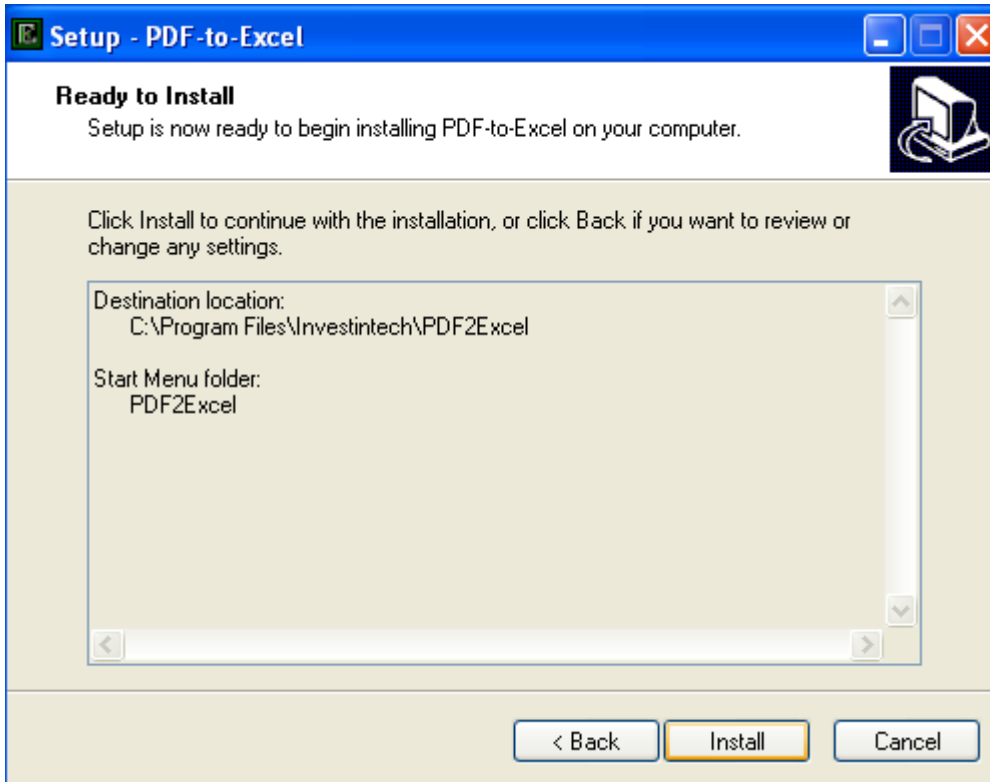 Setup - PDF-to-Excel
Ready to Install
Setup is now ready to begin installing PDF-to-Excel on your computer.
Click Install to continue with the installation, or click Back if you want to review or
change any settings.
Destination location:
C:\Program Files\Investintech\PDF2Excel
Start Menu folder:
PDF2Excel
< Back
Install
Cancel